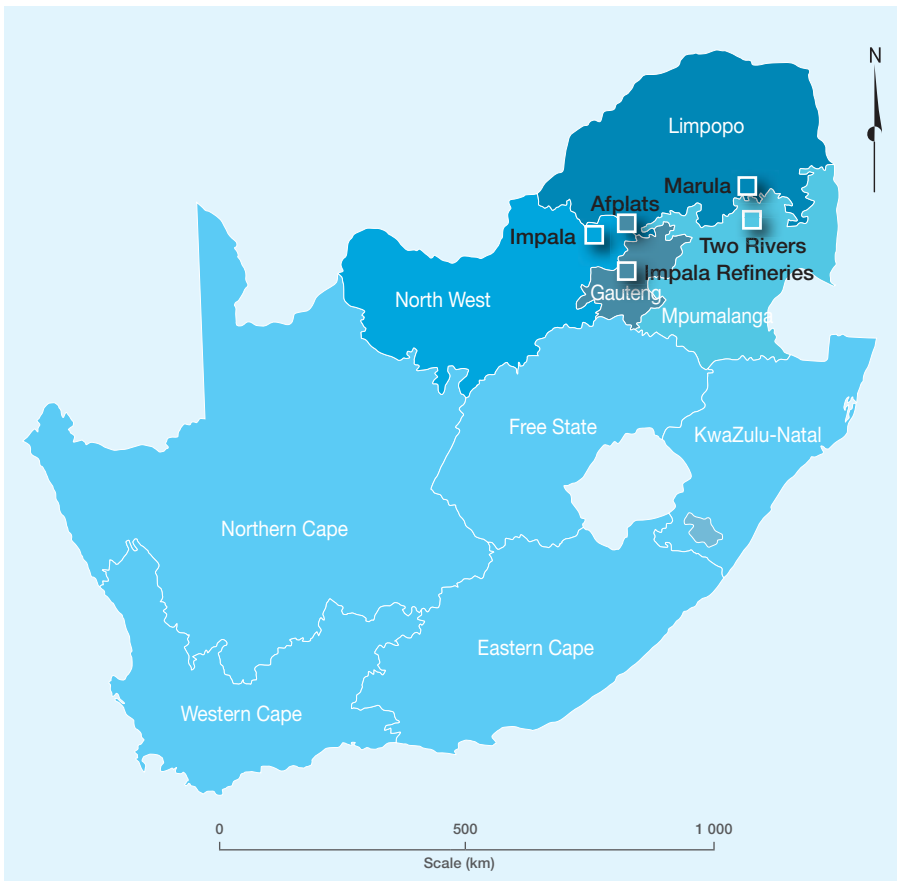 N
Limpopo
Marula
Afplats
Impala
Two Rivers
Impala Refineries
Gauteng
North West
Mpumalanga
Free State
KwaZulu-Natal
Northern Cape
Eastern Cape
Western Cape
0 500 1 000
Scale (km)